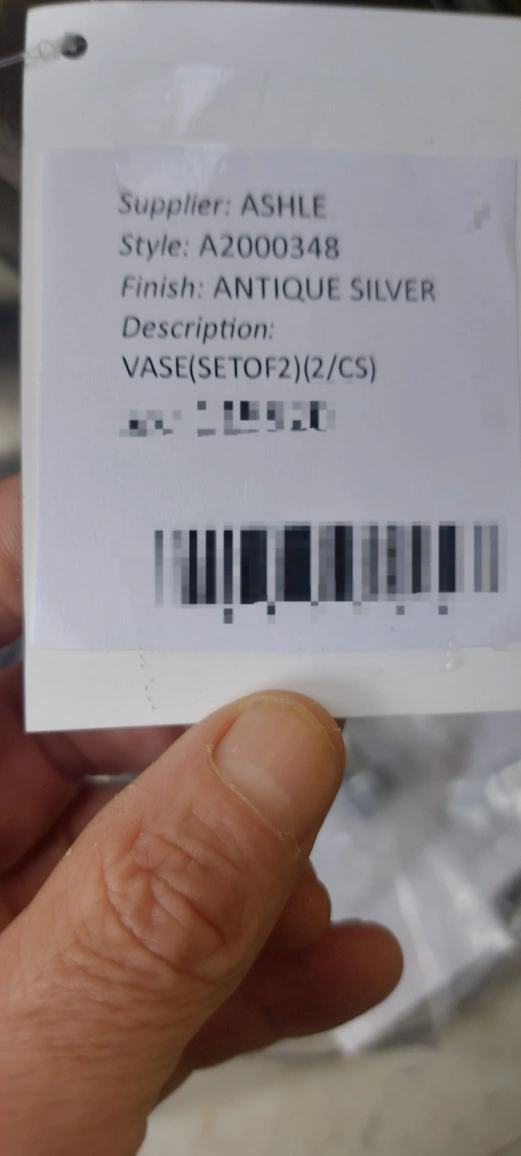 Supplier: ASHLE
Style: A2000348
Finish: ANTIQUE SILVER
Description:
VASE(SETOF2)(2/CS)